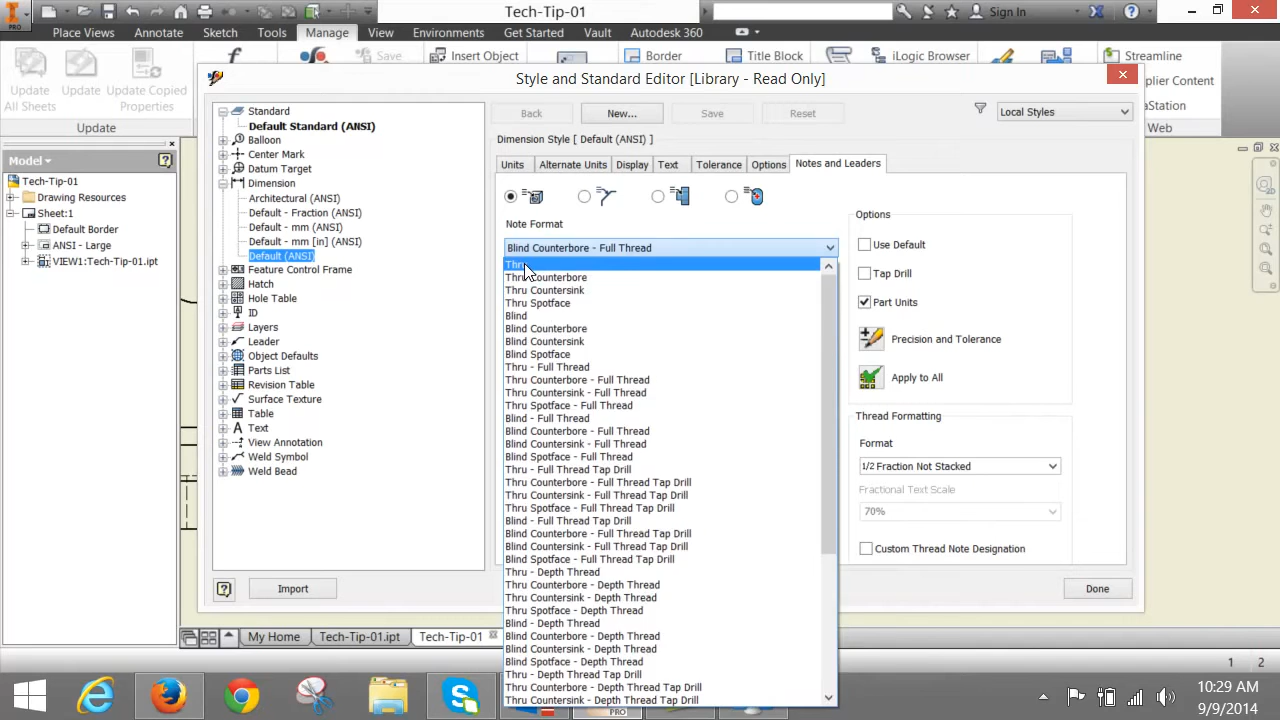 PRO
Tech-Tip-01
Sign In
Place Views
Annotate
Sketch
Tools
Manage
View
Environments
Get Started
Vault
Autodesk 360
Update
All Sheets
Update
Update Copied
Properties
Save
Insert Object
Border
Title Block
iLogic Browser
Streamline
plier Content
aStation
Update
Web
Style and Standard Editor [Library - Read Only]
Model
Tech-Tip-01
Drawing Resources
Sheet:1
Default Border
ANSI - Large
VIEW1:Tech-Tip-01.ipt
Standard
Default Standard (ANSI)
Balloon
Center Mark
Datum Target
Dimension
Architectural (ANSI)
Default - Fraction (ANSI)
Default - mm (ANSI)
Default - mm [in] (ANSI)
Default (ANSI)
Feature Control Frame
Hatch
Hole Table
ID
Layers
Leader
Object Defaults
Parts List
Revision Table
Surface Texture
Table
Text
View Annotation
Weld Symbol
Weld Bead
Import
Back
New...
Save
Reset
Local Styles
Dimension Style [ Default (ANSI) ]
Units
Alternate Units
Display
Text
Tolerance
Options
Notes and Leaders
Note Format
Blind Counterbore - Full Thread
Thru
Thru Counterbore
Thru Countersink
Thru Spotface
Blind
Blind Counterbore
Blind Countersink
Blind Spotface
Thru - Full Thread
Thru Counterbore - Full Thread
Thru Countersink - Full Thread
Thru Spotface - Full Thread
Blind - Full Thread
Blind Counterbore - Full Thread
Blind Countersink - Full Thread
Blind Spotface - Full Thread
Thru - Full Thread Tap Drill
Thru Counterbore - Full Thread Tap Drill
Thru Countersink - Full Thread Tap Drill
Thru Spotface - Full Thread Tap Drill
Blind - Full Thread Tap Drill
Blind Counterbore - Full Thread Tap Drill
Blind Countersink - Full Thread Tap Drill
Blind Spotface - Full Thread Tap Drill
Thru - Depth Thread
Thru Counterbore - Depth Thread
Thru Countersink - Depth Thread
Thru Spotface - Depth Thread
Blind - Depth Thread
Blind Counterbore - Depth Thread
Blind Countersink - Depth Thread
Blind Spotface - Depth Thread
Thru - Depth Thread Tap Drill
Thru Counterbore - Depth Thread Tap Drill
Thru Countersink - Depth Thread Tap Drill
Options
Use Default
Tap Drill
Part Units
Precision and Tolerance
Apply to All
Thread Formatting
Format
1/2 Fraction Not Stacked
Fractional Text Scale
70%
Custom Thread Note Designation
Done
My Home
Tech-Tip-01.ipt
Tech-Tip-01
1 2
PRO
10:29 AM
9/9/2014